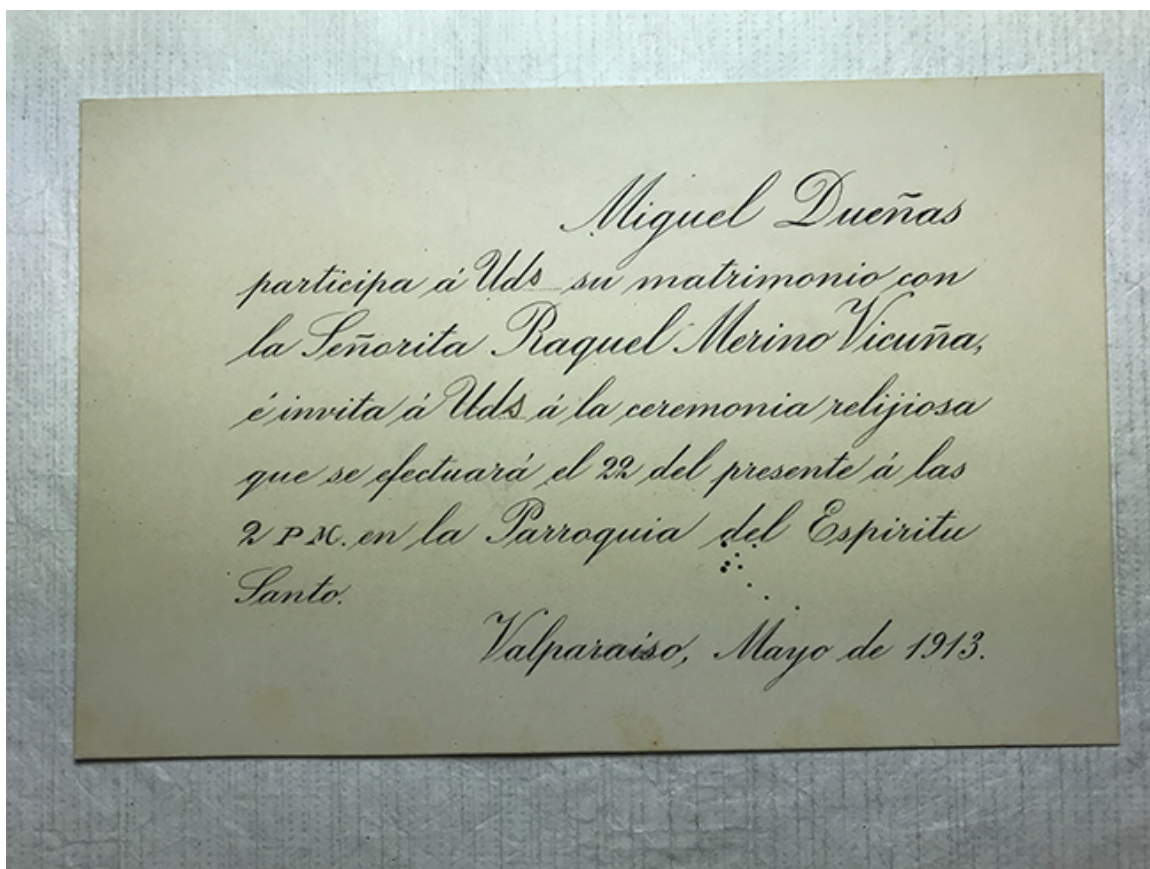 Miguel Dueñas
participa á Uds su matrimonio con
la Señorita Raquel Merino Vicuña,
é invita á Uds á la ceremonia relijiosa
que se efectuará el 22 del presente á las
2 P M. en la Parroquia del Espiritu
Santo.
Valparaiso, Mayo de 1913.